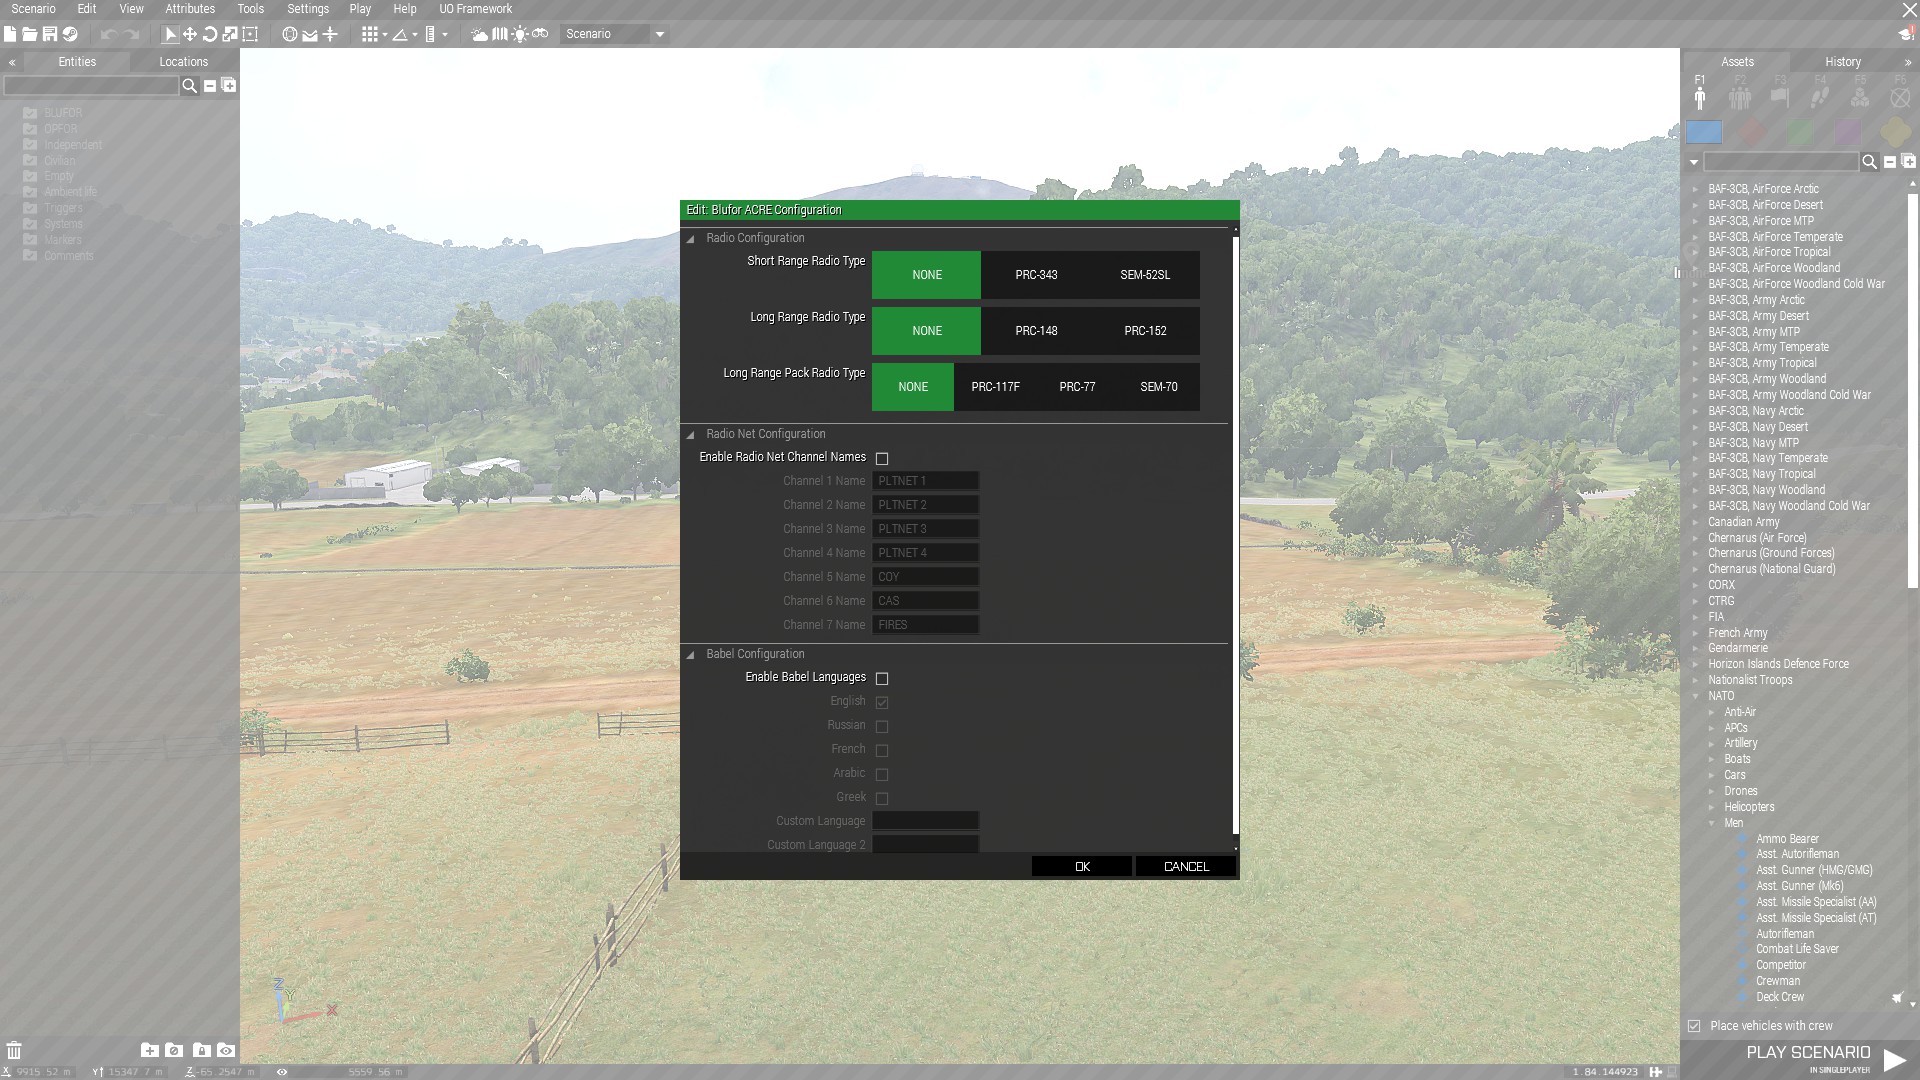 Scenario Edit View Attributes Tools Settings Play Help UO Framework
Scenario
Entities Locations
Assets History
F1 F2 F3 F4 F5 F6
BLUFOR
OPFOR
Independent
Civilian
Empty
Ambient life
Triggers
Systems
Markers
Comments
Edit: Blufor ACRE Configuration
Radio Configuration
Short Range Radio Type NONE PRC-343 SEM-52SL
Long Range Radio Type NONE PRC-148 PRC-152
Long Range Pack Radio Type NONE PRC-117F PRC-77 SEM-70
Radio Net Configuration
Enable Radio Net Channel Names
Channel 1 Name PLTNET 1
Channel 2 Name PLTNET 2
Channel 3 Name PLTNET 3
Channel 4 Name PLTNET 4
Channel 5 Name COY
Channel 6 Name CAS
Channel 7 Name FIRES
Babel Configuration
Enable Babel Languages
English
Russian
French
Arabic
Greek
Custom Language
Custom Language 2
OK CANCEL
BAF-3CB, AirForce Arctic
BAF-3CB, AirForce Desert
BAF-3CB, AirForce MTP
BAF-3CB, AirForce Temperate
BAF-3CB, AirForce Tropical
BAF-3CB, AirForce Woodland
BAF-3CB, AirForce Woodland Cold War
BAF-3CB, Army Arctic
BAF-3CB, Army Desert
BAF-3CB, Army MTP
BAF-3CB, Army Temperate
BAF-3CB, Army Tropical
BAF-3CB, Army Woodland
BAF-3CB, Army Woodland Cold War
BAF-3CB, Navy Arctic
BAF-3CB, Navy Desert
BAF-3CB, Navy MTP
BAF-3CB, Navy Temperate
BAF-3CB, Navy Tropical
BAF-3CB, Navy Woodland
BAF-3CB, Navy Woodland Cold War
Canadian Army
Chernarus (Air Force)
Chernarus (Ground Forces)
Chernarus (National Guard)
CORX
CTRG
FIA
French Army
Gendarmerie
Horizon Islands Defence Force
Nationalist Troops
NATO
Anti-Air
APCs
Artillery
Boats
Cars
Drones
Helicopters
Men
Ammo Bearer
Asst. Autorifleman
Asst. Gunner (HMG/GMG)
Asst. Gunner (Mk6)
Asst. Missile Specialist (AA)
Asst. Missile Specialist (AT)
Autorifleman
Combat Life Saver
Competitor
Crewman
Deck Crew
Place vehicles with crew
PLAY SCENARIO
IN SINGLEPLAYER
Z
Y
X
X 9915 52 m Y 15347 7 m Z -65.2547 m 5559 56 m 1.84.144923